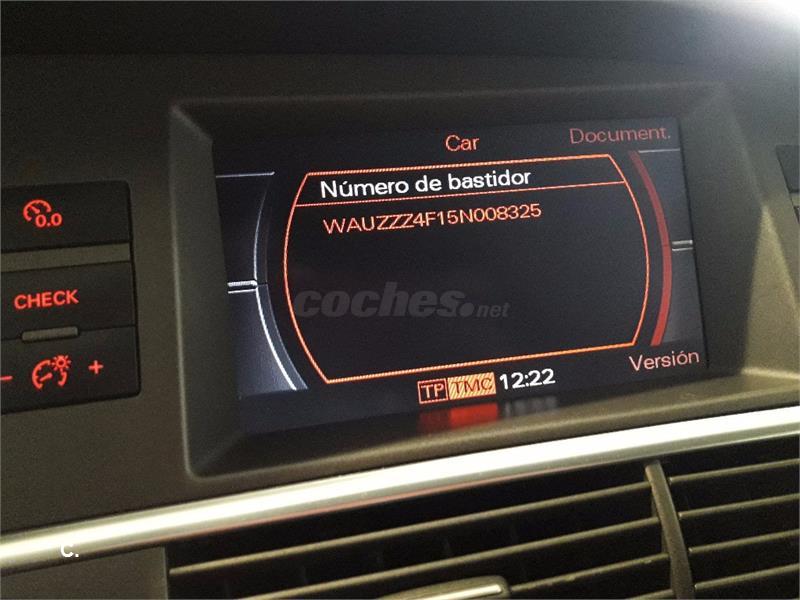 Car
Document.
Número de bastidor
WAUZZZ4F15N008325
0.0
CHECK
coches.net
- +
Versión
TP TMC 12:22
C.